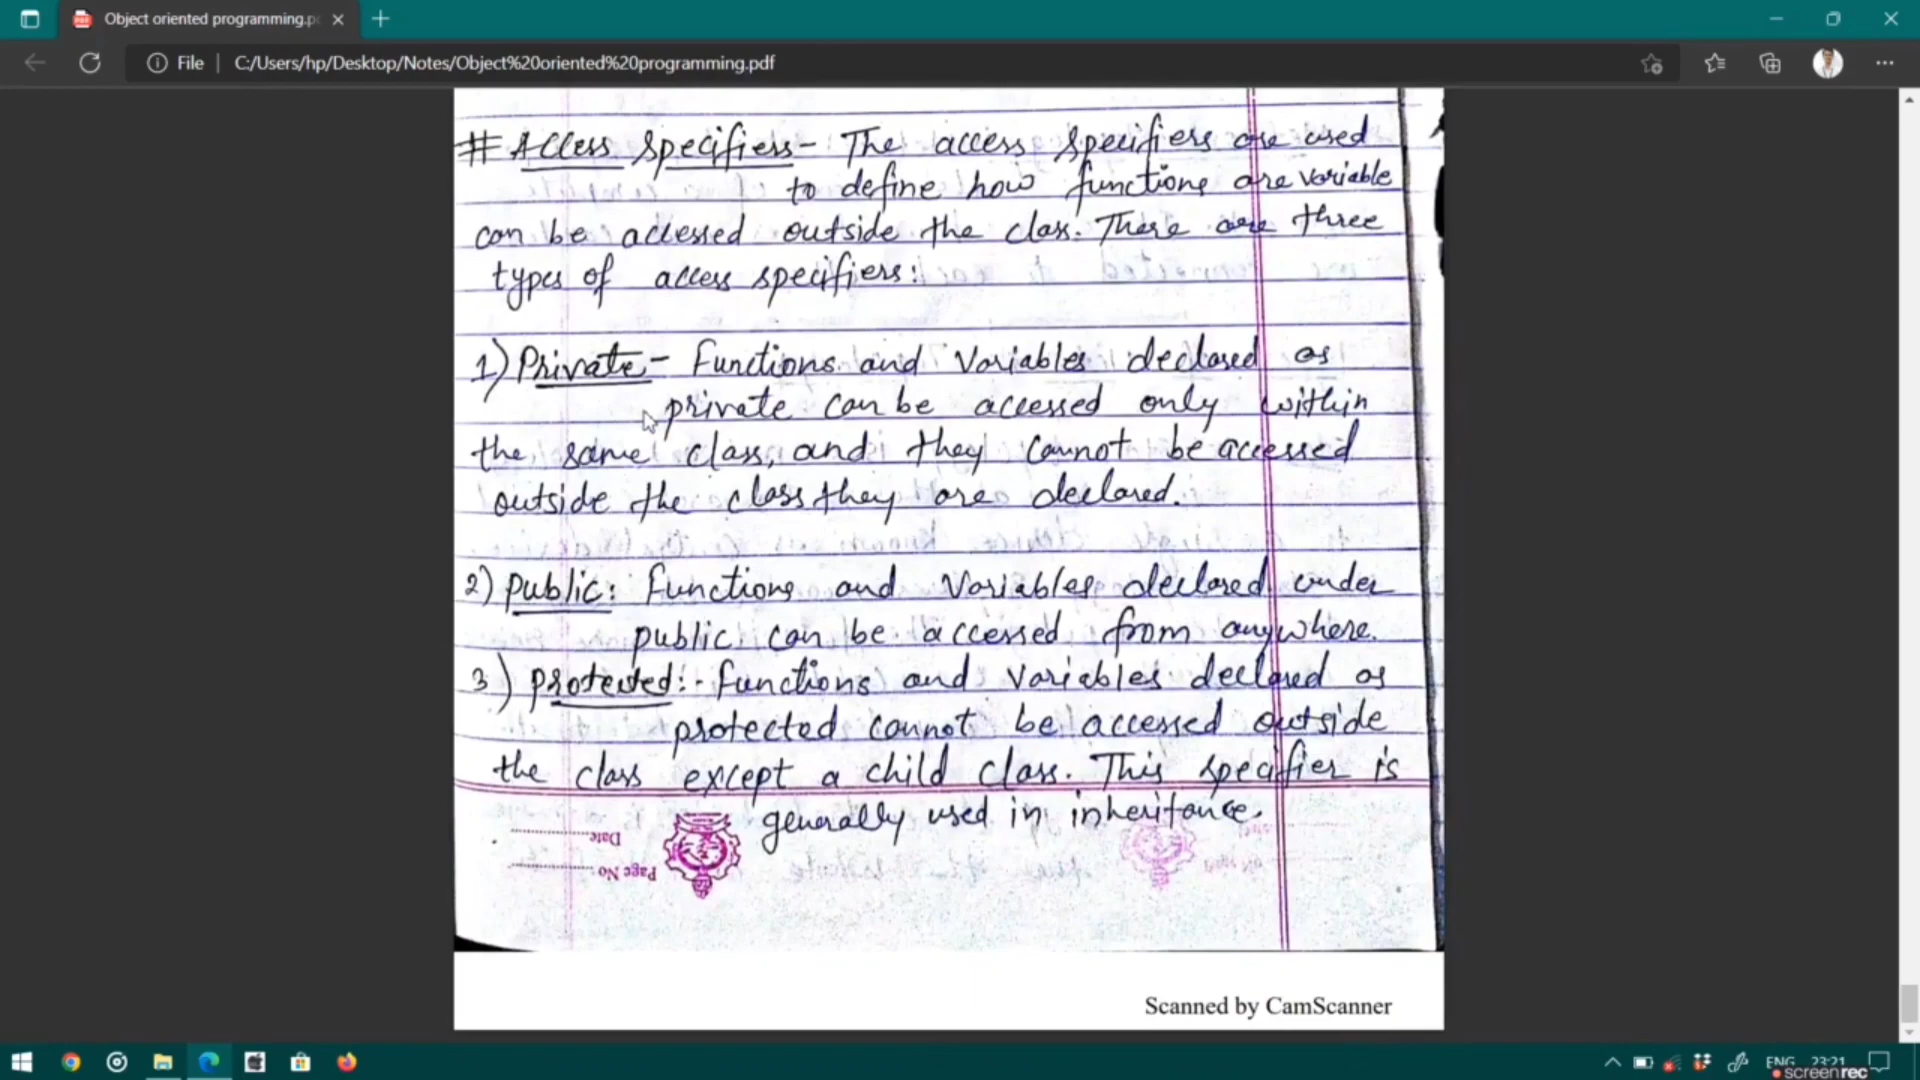 Object oriented programming.p
File
C:/Users/hp/Desktop/Notes/Object%20oriented%20programming.pdf
# Access Specifiers - The access specifiers are used
to define how functions are variable
can be accessed outside the class. There are three
types of access specifiers:
1) Private - Functions and Variables declared as
private can be accessed only within
the same class, and they cannot be accessed
outside the class they are declared.
2) Public: Functions and Variables declared under
public can be accessed from anywhere.
3) Protected:- Functions and Variables declared as
protected cannot be accessed outside
the class except a child class. This specifier is
generally used in inheritance.
Date
Page No
Scanned by CamScanner
ENG 23:21
screenrec